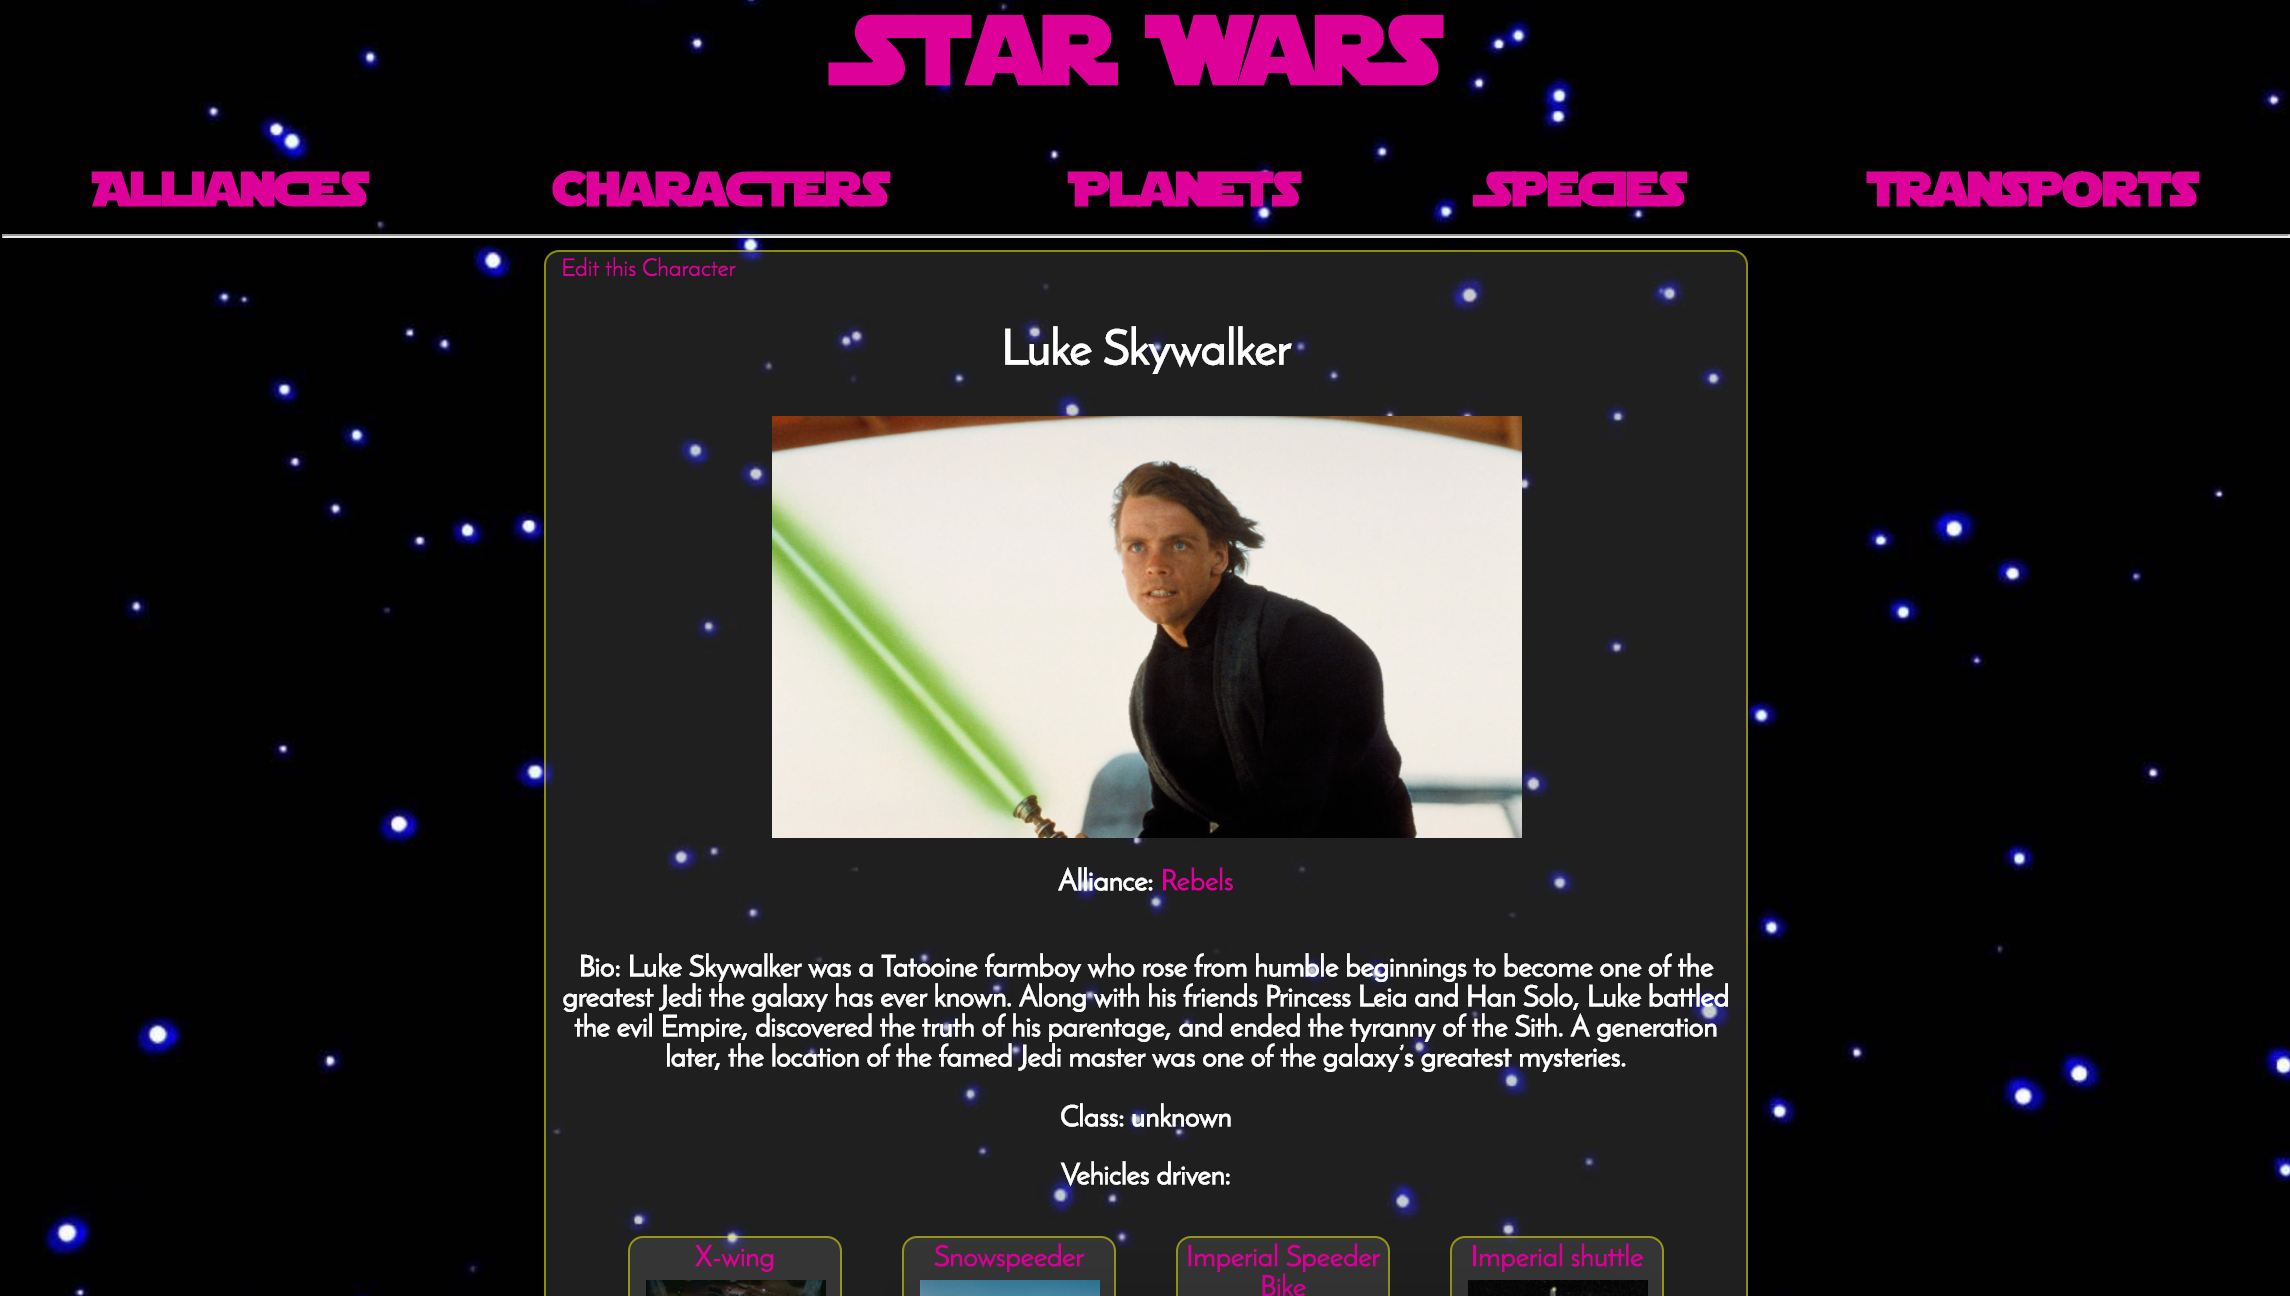 STAR WARS
ALLIANCES CHARACTERS PLANETS SPECIES TRANSPORTS
Edit this Character
Luke Skywalker
Alliance: Rebels
Bio: Luke Skywalker was a Tatooine farmboy who rose from humble beginnings to become one of the
greatest Jedi the galaxy has ever known. Along with his friends Princess Leia and Han Solo, Luke battled
the evil Empire, discovered the truth of his parentage, and ended the tyranny of the Sith. A generation
later, the location of the famed Jedi master was one of the galaxy's greatest mysteries.
Class: unknown
Vehicles driven:
X-wing
Snowspeeder
Imperial Speeder
Bike
Imperial shuttle